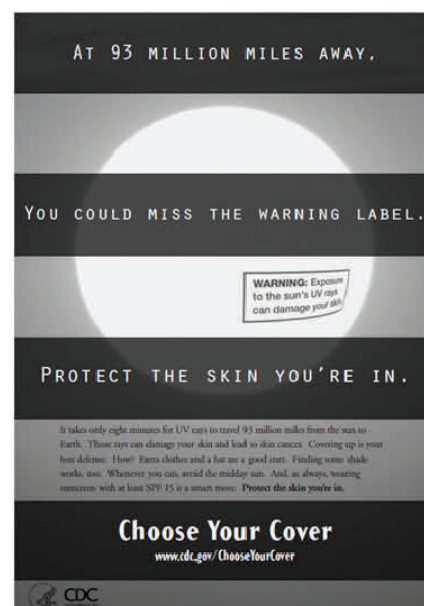 AT 93 MILLION MILES AWAY,
YOU COULD MISS THE WARNING LABEL.
WARNING: Exposure
to the sun's UV rays
can damage your skin
PROTECT THE SKIN YOU'RE IN.
It takes only eight minutes for UV rays to travel 93 million miles from the sun to
Earth. Those rays can damage your skin and lead to skin cancer. Covering up is your
best defense. How? Extra clothes and a hat are a good start. Finding some shade
works, too. Whenever you can, avoid the midday sun. And, as always, wearing
sunscreen with at least SPF 15 is a smart move. Protect the skin you're in.
Choose Your Cover
www.cdc.gov/ChooseYourCover
CDC